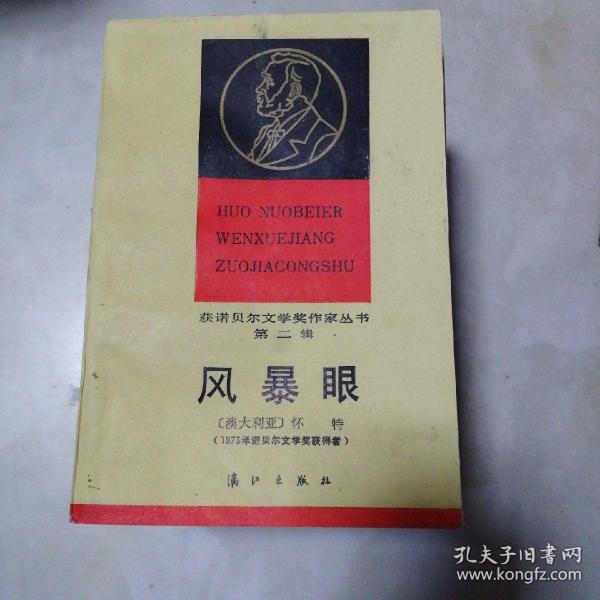 HUO NUOBEIER
WENXUEJIANG
ZUOJIACONGSHU
获诺贝尔文学奖作家丛书
第二辑
风暴眼
〔澳大利亚〕怀 特
(1973年诺贝尔文学奖获得者)
漓江出版社
孔夫子旧书网
www.kongfz.com